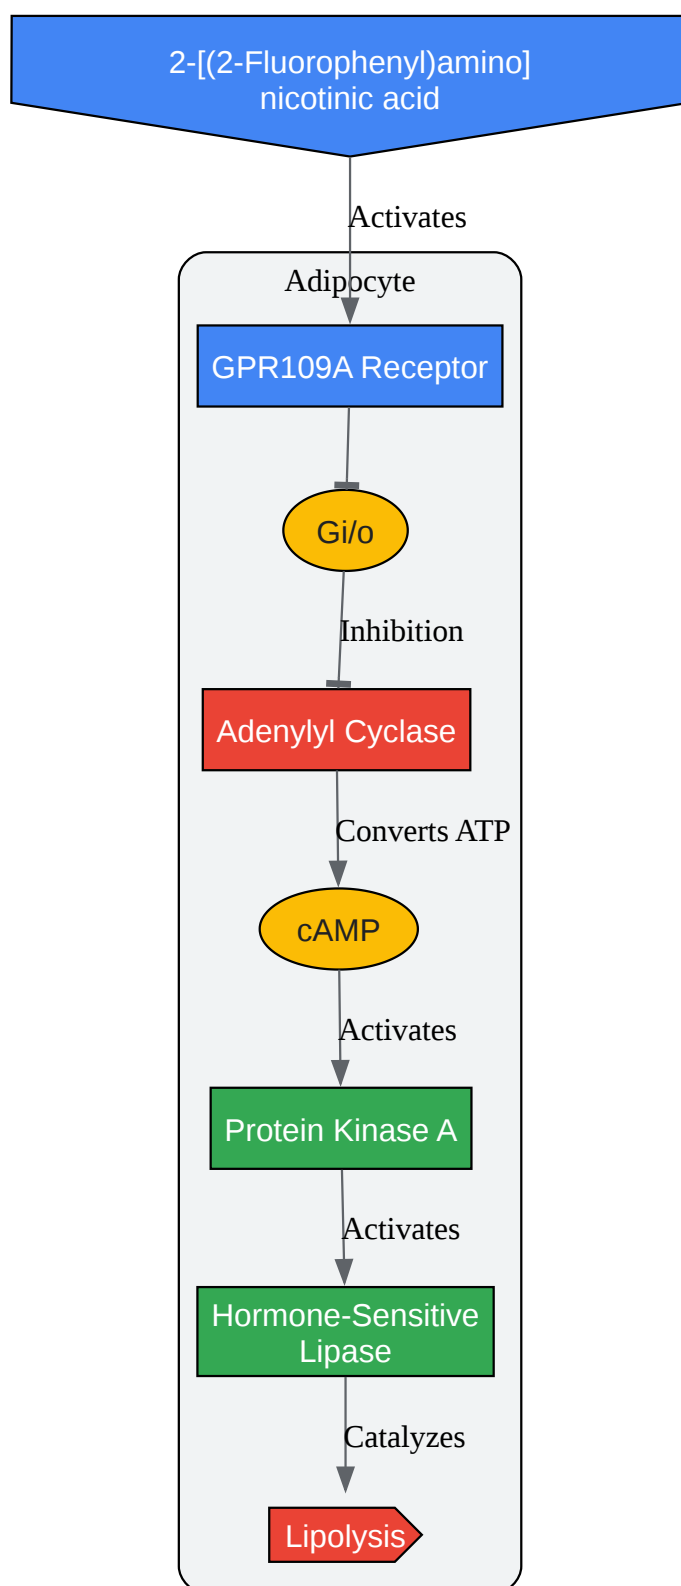 2-[(2-Fluorophenyl)amino]
nicotinic acid
Activates
Adipocyte
GPR109A Receptor
Gi/o
Inhibition
Adenylyl Cyclase
Converts ATP
cAMP
Activates
Protein Kinase A
Activates
Hormone-Sensitive
Lipase
Catalyzes
Lipolysis